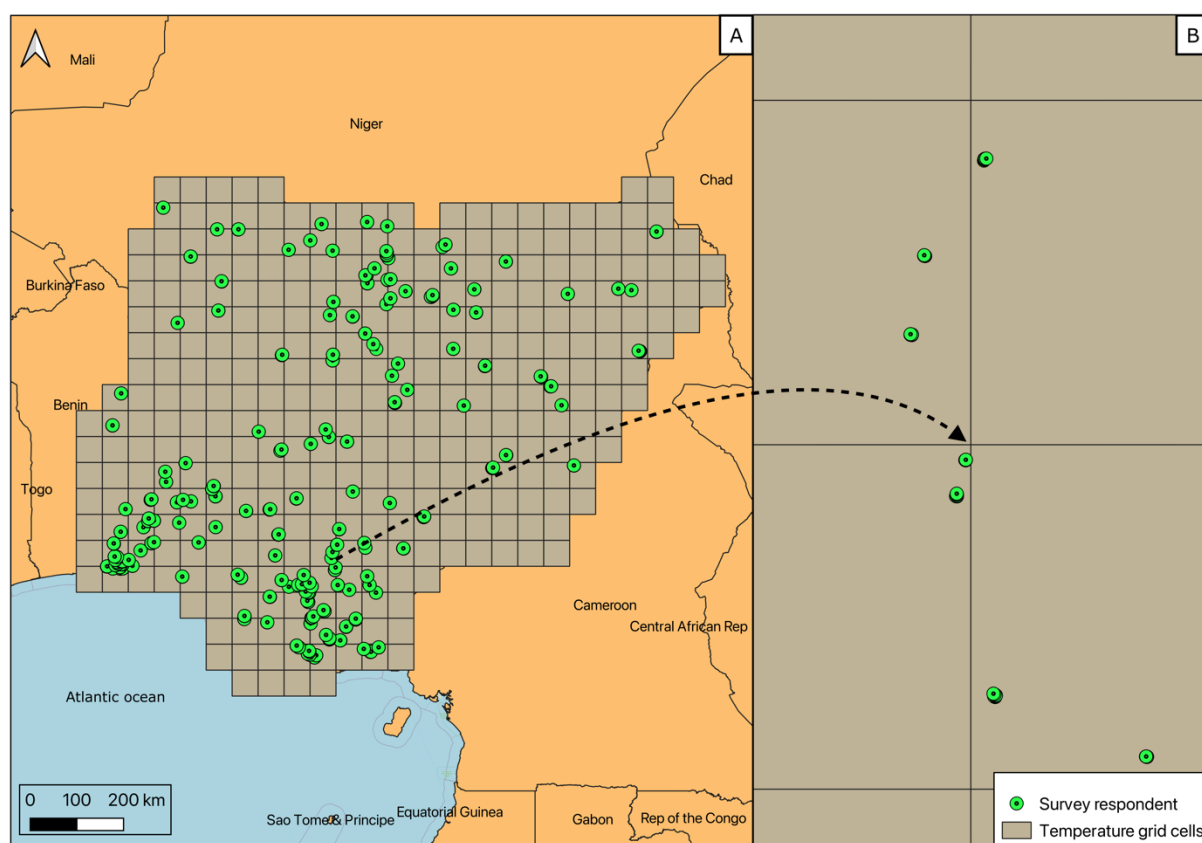 A
B
Mali
Niger
Chad
Burkina Faso
Benin
Togo
Cameroon
Central African Rep
Atlantic ocean
0 100 200 km
Sao Tome & Principe
Equatorial Guinea
Gabon
Rep of the Congo
Survey respondent
Temperature grid cells